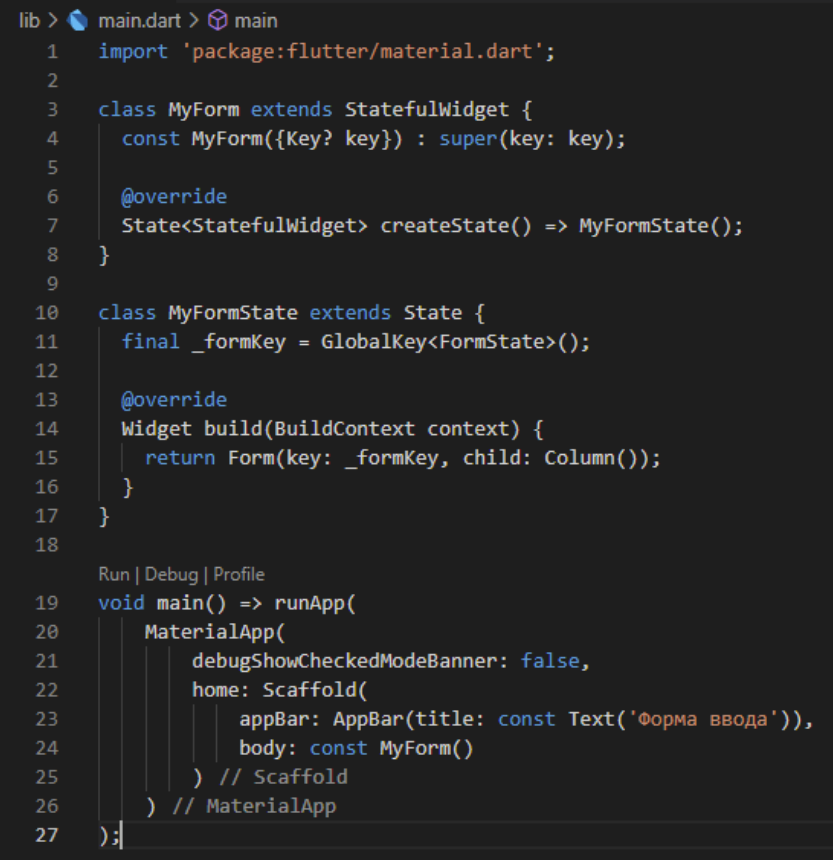 lib > main.dart > main
1 import 'package:flutter/material.dart';
2
3 class MyForm extends StatefulWidget {
4   const MyForm({Key? key}) : super(key: key);
5
6   @override
7   State<StatefulWidget> createState() => MyFormState();
8 }
9
10 class MyFormState extends State {
11   final _formKey = GlobalKey<FormState>();
12
13   @override
14   Widget build(BuildContext context) {
15     return Form(key: _formKey, child: Column());
16   }
17 }
18
Run | Debug | Profile
19 void main() => runApp(
20     MaterialApp(
21         debugShowCheckedModeBanner: false,
22         home: Scaffold(
23             appBar: AppBar(title: const Text('Форма ввода')),
24             body: const MyForm()
25         ) // Scaffold
26     ) // MaterialApp
27 );